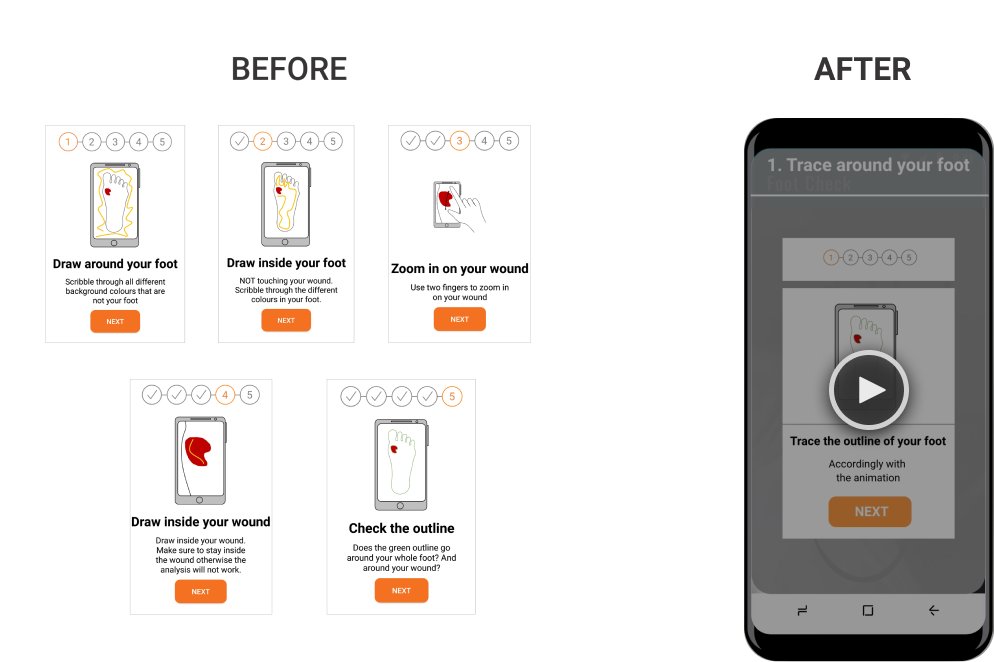 BEFORE
AFTER
1 2 3 4 5
Draw around your foot
Scribble through all different
background colours that are
not your foot
NEXT
2 3 4 5
Draw inside your foot
NOT touching your wound.
Scribble through the different
colours in your foot.
NEXT
3 4 5
Zoom in on your wound
Use two fingers to zoom in
on your wound
NEXT
4 5
Draw inside your wound
Draw inside your wound.
Make sure to stay inside
the wound otherwise the
analysis will not work.
NEXT
5
Check the outline
Does the green outline go
around your whole foot? And
around your wound?
NEXT
1. Trace around your foot
Foot Check
1 2 3 4 5
Trace the outline of your foot
Accordingly with
the animation
NEXT